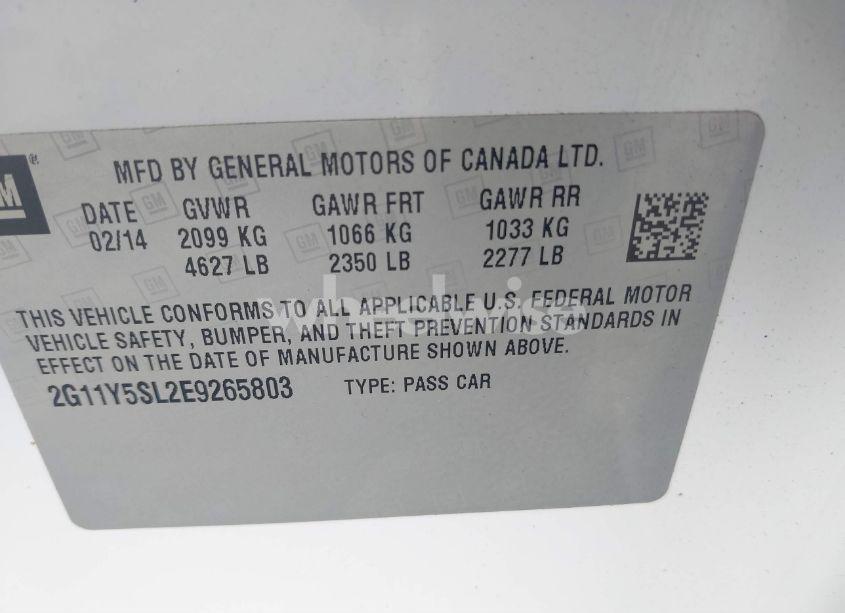 GM
MFD BY GENERAL MOTORS OF CANADA LTD.
DATE GVWR GAWR FRT GAWR RR
02/14 2099 KG 1066 KG 1033 KG
4627 LB 2350 LB 2277 LB
THIS VEHICLE CONFORMS TO ALL APPLICABLE U.S. FEDERAL MOTOR
VEHICLE SAFETY, BUMPER, AND THEFT PREVENTION STANDARDS IN
EFFECT ON THE DATE OF MANUFACTURE SHOWN ABOVE.
2G11Y5SL2E9265803 TYPE: PASS CAR